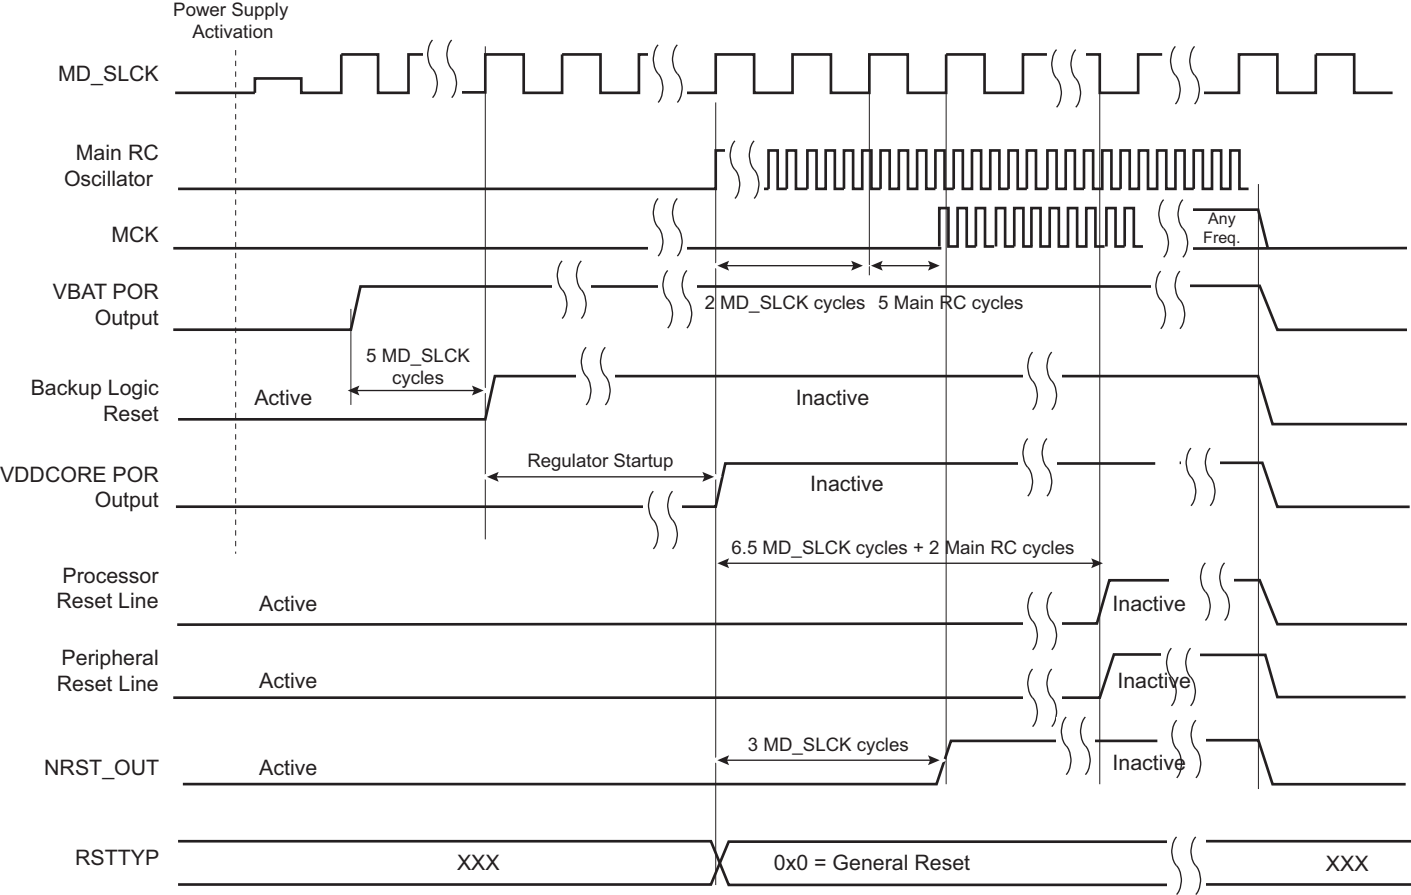 Power Supply
Activation
MD_SLCK
Main RC
Oscillator
MCK
Any
Freq.
VBAT POR
Output
2 MD_SLCK cycles
5 Main RC cycles
5 MD_SLCK
cycles
Backup Logic
Reset
Active
Inactive
Regulator Startup
VDDCORE POR
Output
Inactive
6.5 MD_SLCK cycles + 2 Main RC cycles
Processor
Reset Line
Active
Inactive
Peripheral
Reset Line
Active
Inactive
3 MD_SLCK cycles
NRST_OUT
Active
Inactive
RSTTYP
XXX
0x0 = General Reset
XXX